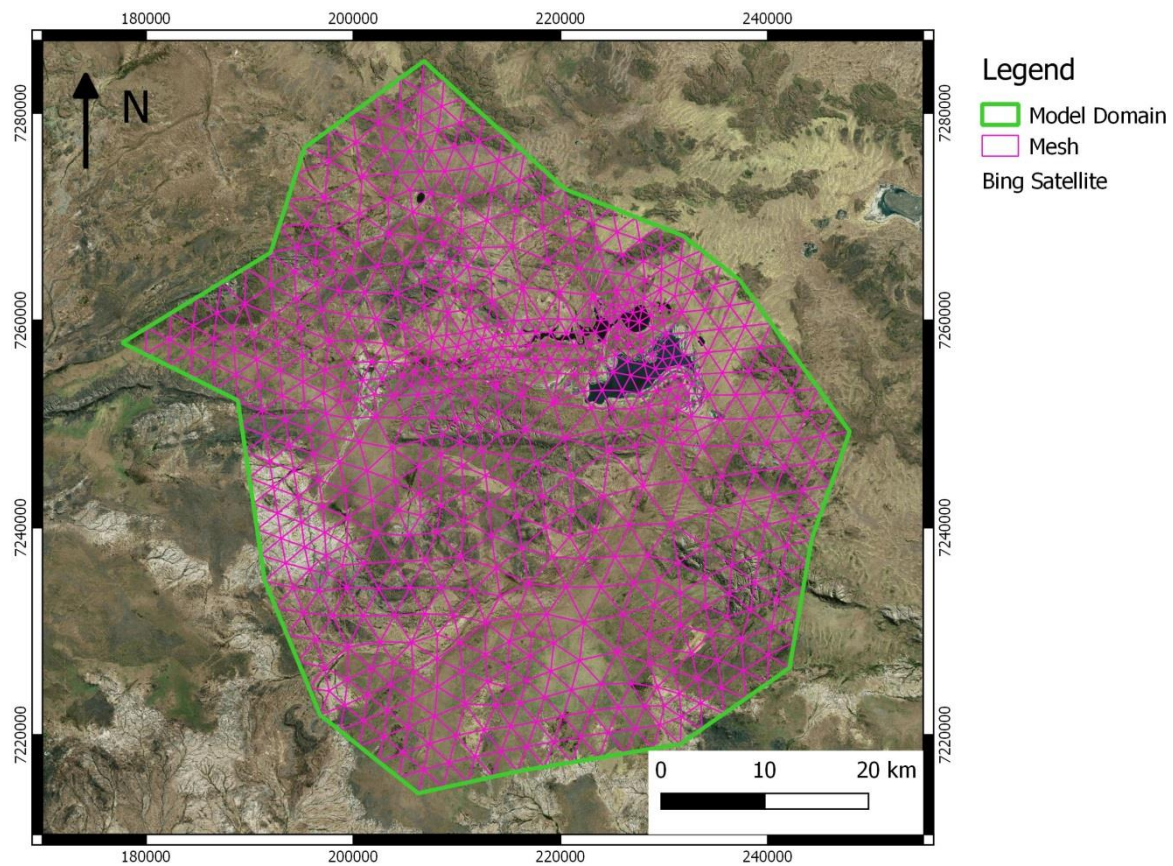 180000 200000 220000 240000
Legend
Model Domain
Mesh
Bing Satellite
N
7280000 7280000
7260000 7260000
7240000 7240000
7220000 7220000
0 10 20 km
180000 200000 220000 240000